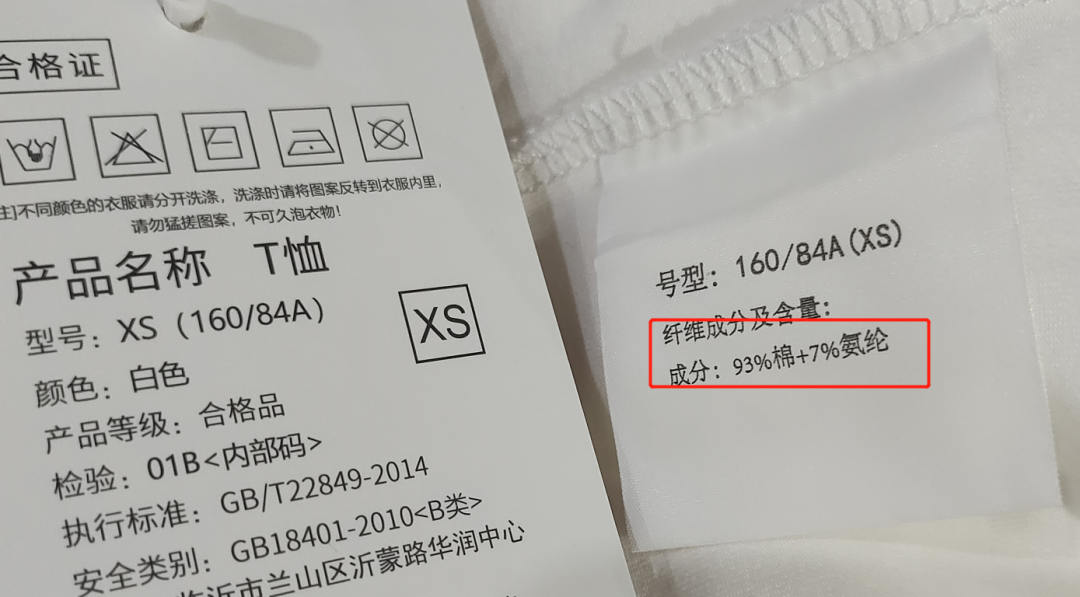 合格证
注]不同颜色的衣服请分开洗涤，洗涤时请将图案反转到衣服内里，
请勿猛搓图案，不可久泡衣物！
产品名称 T恤
型号：XS（160/84A）
XS
颜色：白色
产品等级：合格品
检验：01B<内部码>
执行标准：GB/T22849-2014
安全类别：GB18401-2010<B类>
临沂市兰山区沂蒙路华润中心
号型：160/84A(XS)
纤维成分及含量：
成分：93%棉+7%氨纶